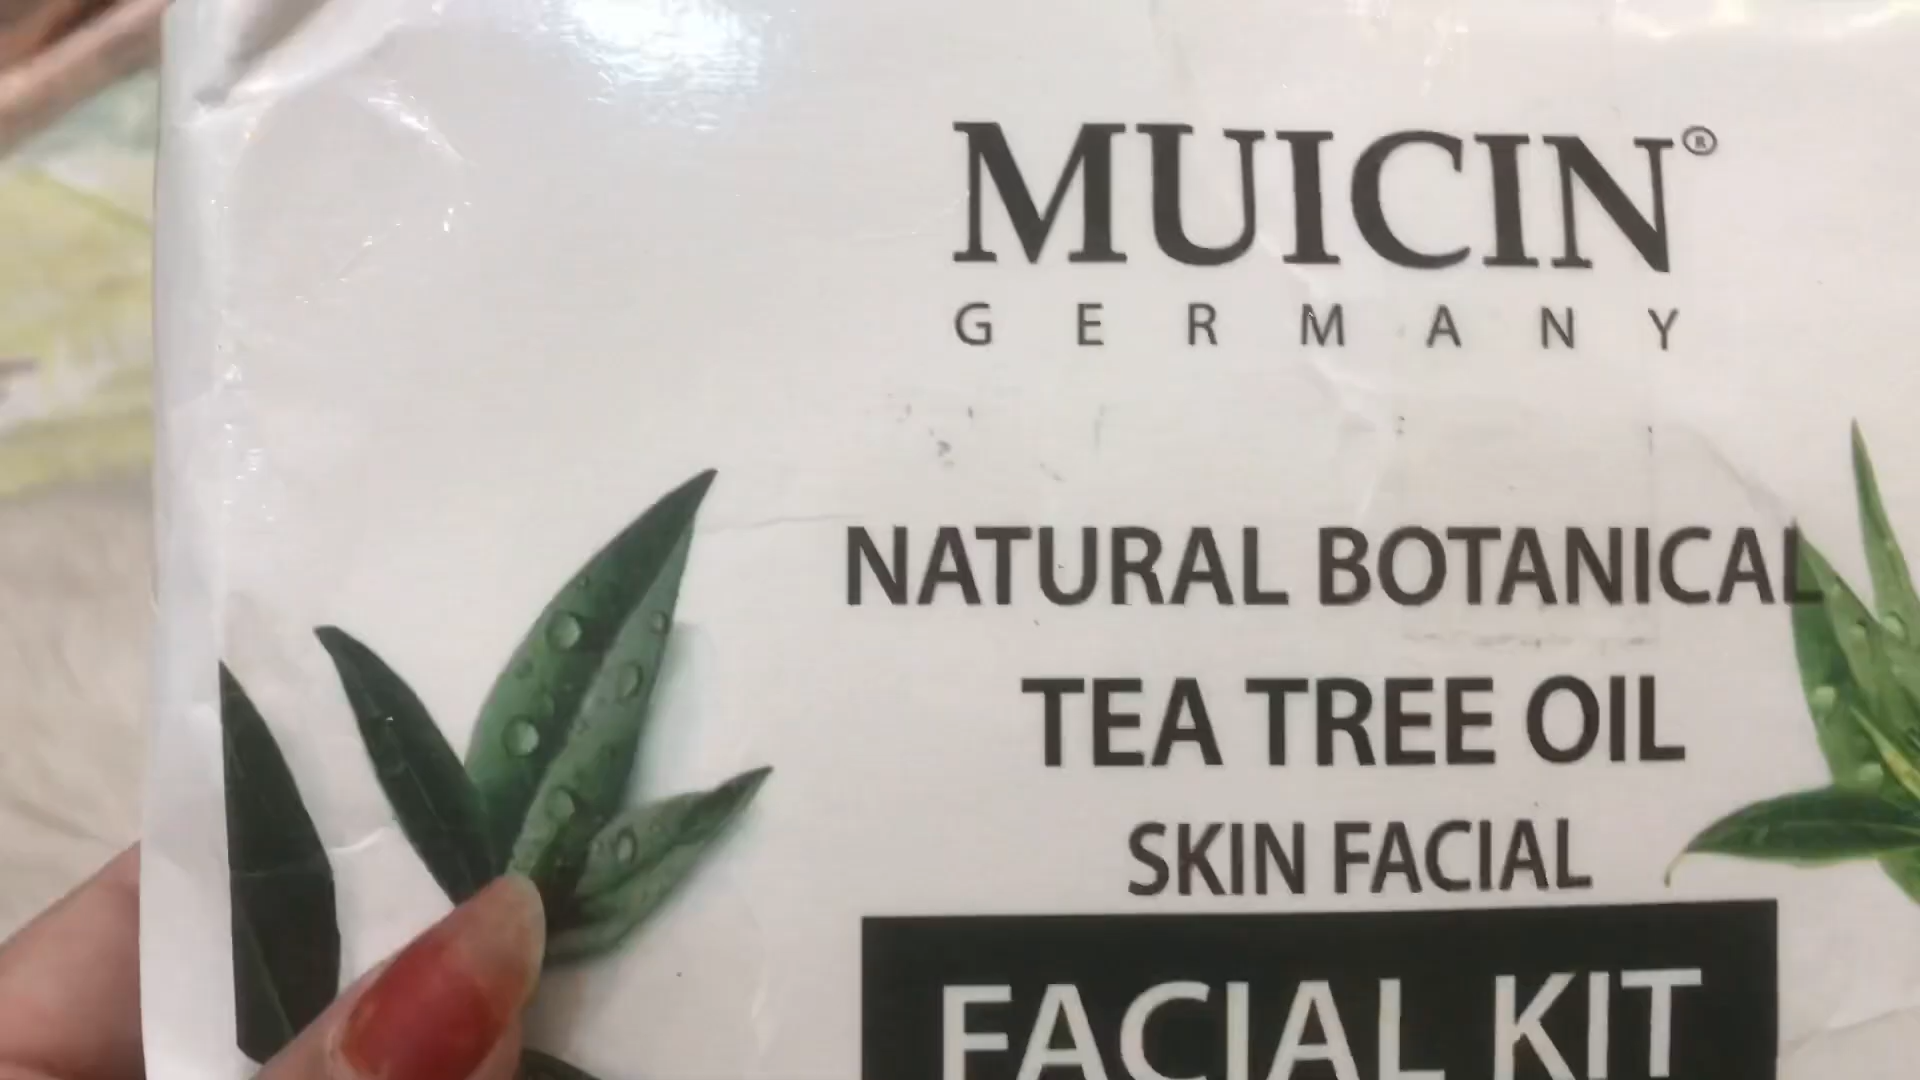 MUICIN®
GERMANY
NATURAL BOTANICAL
TEA TREE OIL
SKIN FACIAL
FACIAL KIT